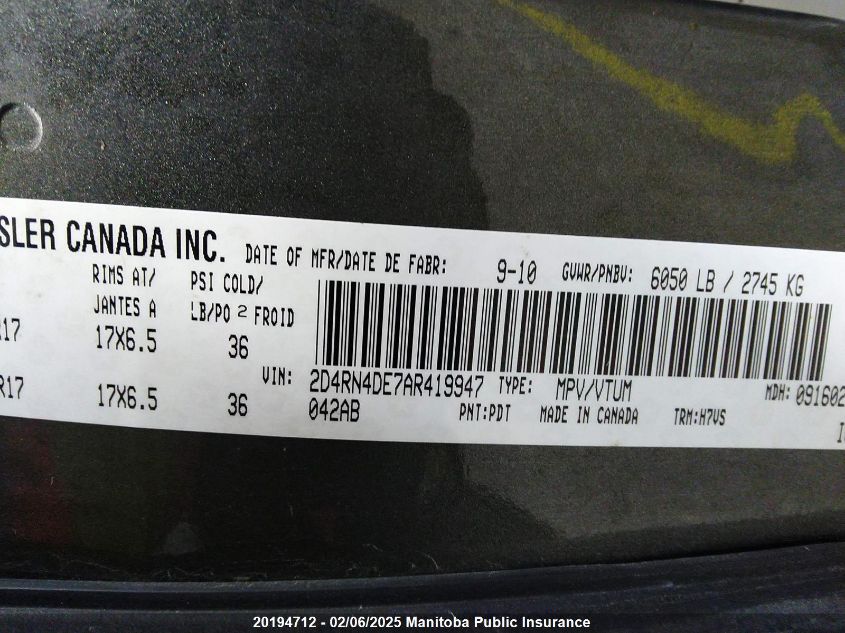 SLER CANADA INC. DATE OF MFR/DATE DE FABR: 9-10 GVWR/PNBV: 6050 LB / 2745 KG
RIMS AT/ PSI COLD/
JANTES A LB/PO 2 FROID
R17 17X6.5 36
VIN: 2D4RN4DE7AR419947 TYPE: MPV/VTUM MDH: 091602
R17 17X6.5 36 042AB PNT:PDT MADE IN CANADA TRM:H7VS
20194712 - 02/06/2025 Manitoba Public Insurance